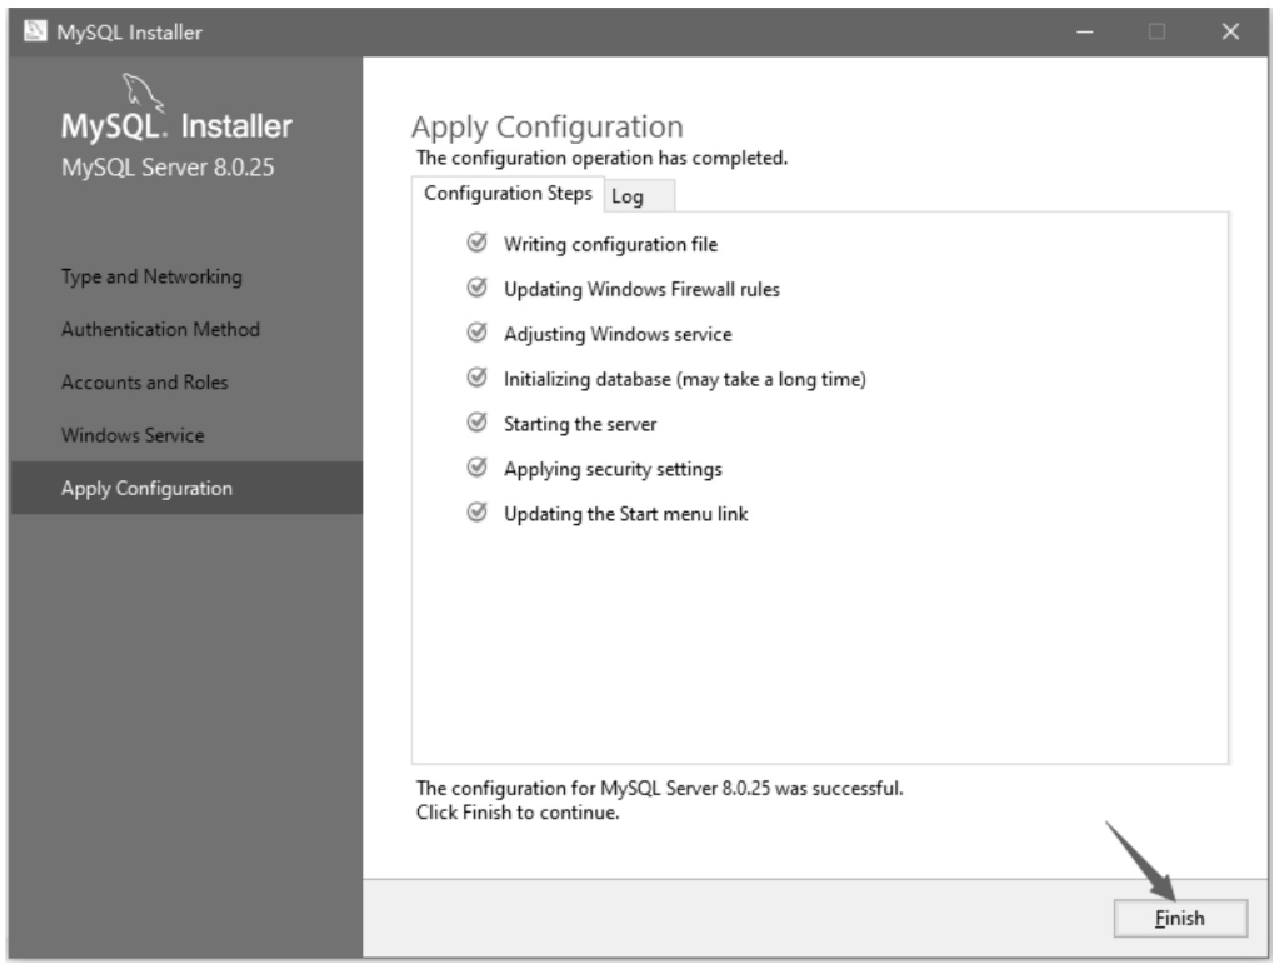 MySQL Installer
MySQL. Installer
MySQL Server 8.0.25
Type and Networking
Authentication Method
Accounts and Roles
Windows Service
Apply Configuration
Apply Configuration
The configuration operation has completed.
Configuration Steps
Log
Writing configuration file
Updating Windows Firewall rules
Adjusting Windows service
Initializing database (may take a long time)
Starting the server
Applying security settings
Updating the Start menu link
The configuration for MySQL Server 8.0.25 was successful.
Click Finish to continue.
Finish